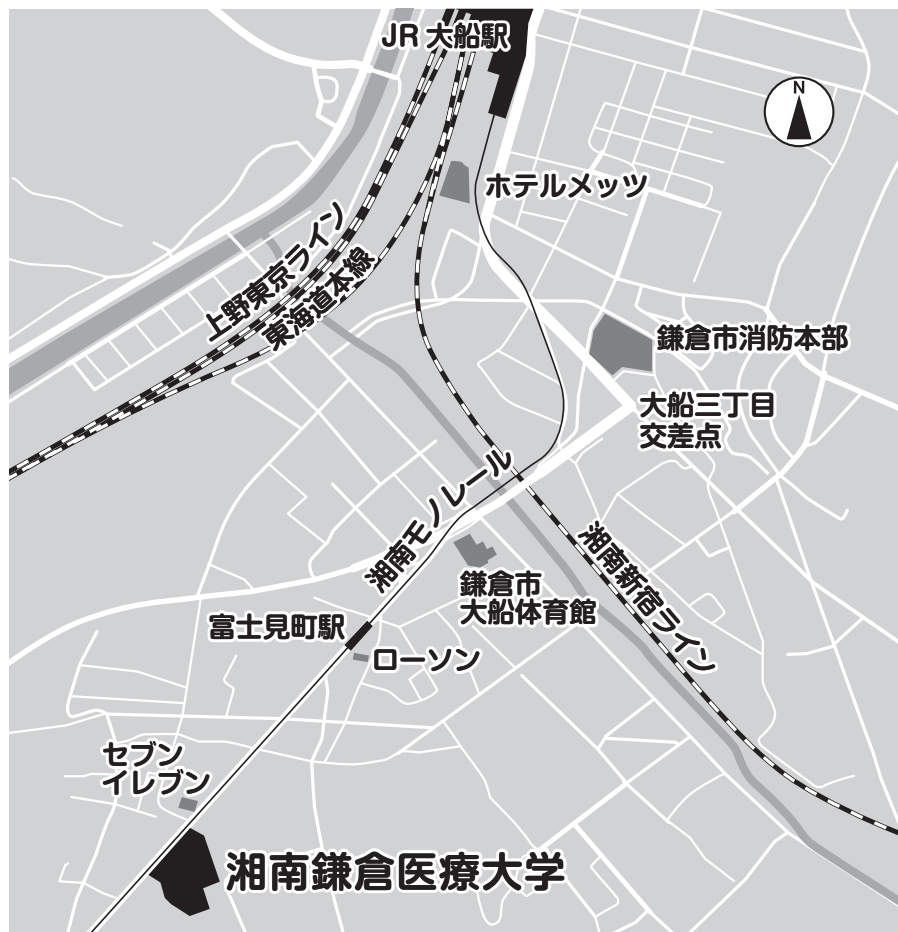 JR 大船駅
N
ホテルメッツ
上野東京ライン
東海道本線
鎌倉市消防本部
大船三丁目
交差点
湘南モノレール
湘南新宿ライン
鎌倉市
大船体育館
富士見町駅
ローソン
セブン
イレブン
湘南鎌倉医療大学